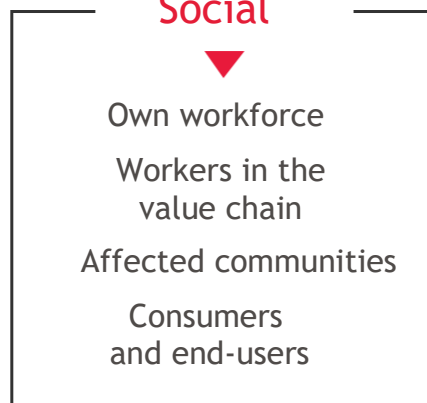 Social
Own workforce
Workers in the
value chain
Affected communities
Consumers
and end-users